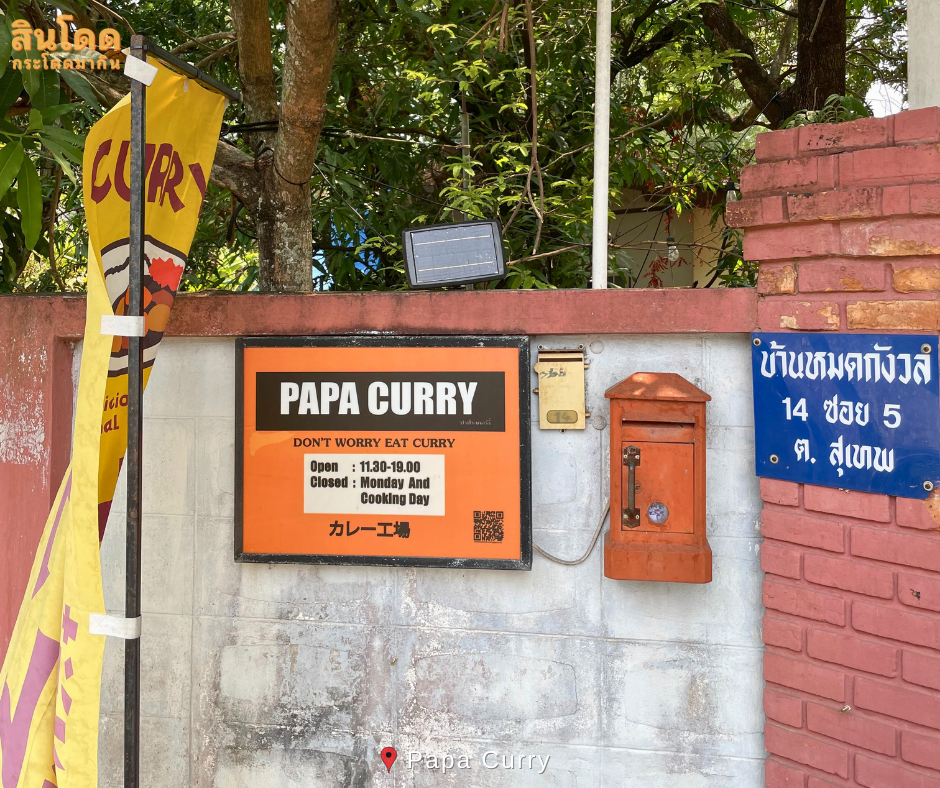 สินโดด
กระโดดมากิน
CURRY
PAPA CURRY
DON'T WORRY EAT CURRY
Open : 11.30-19.00
Closed : Monday And
Cooking Day
カレー工場
บ้านหมดกังวล
14 ซอย 5
ต. สุเทพ
14
Papa Curry